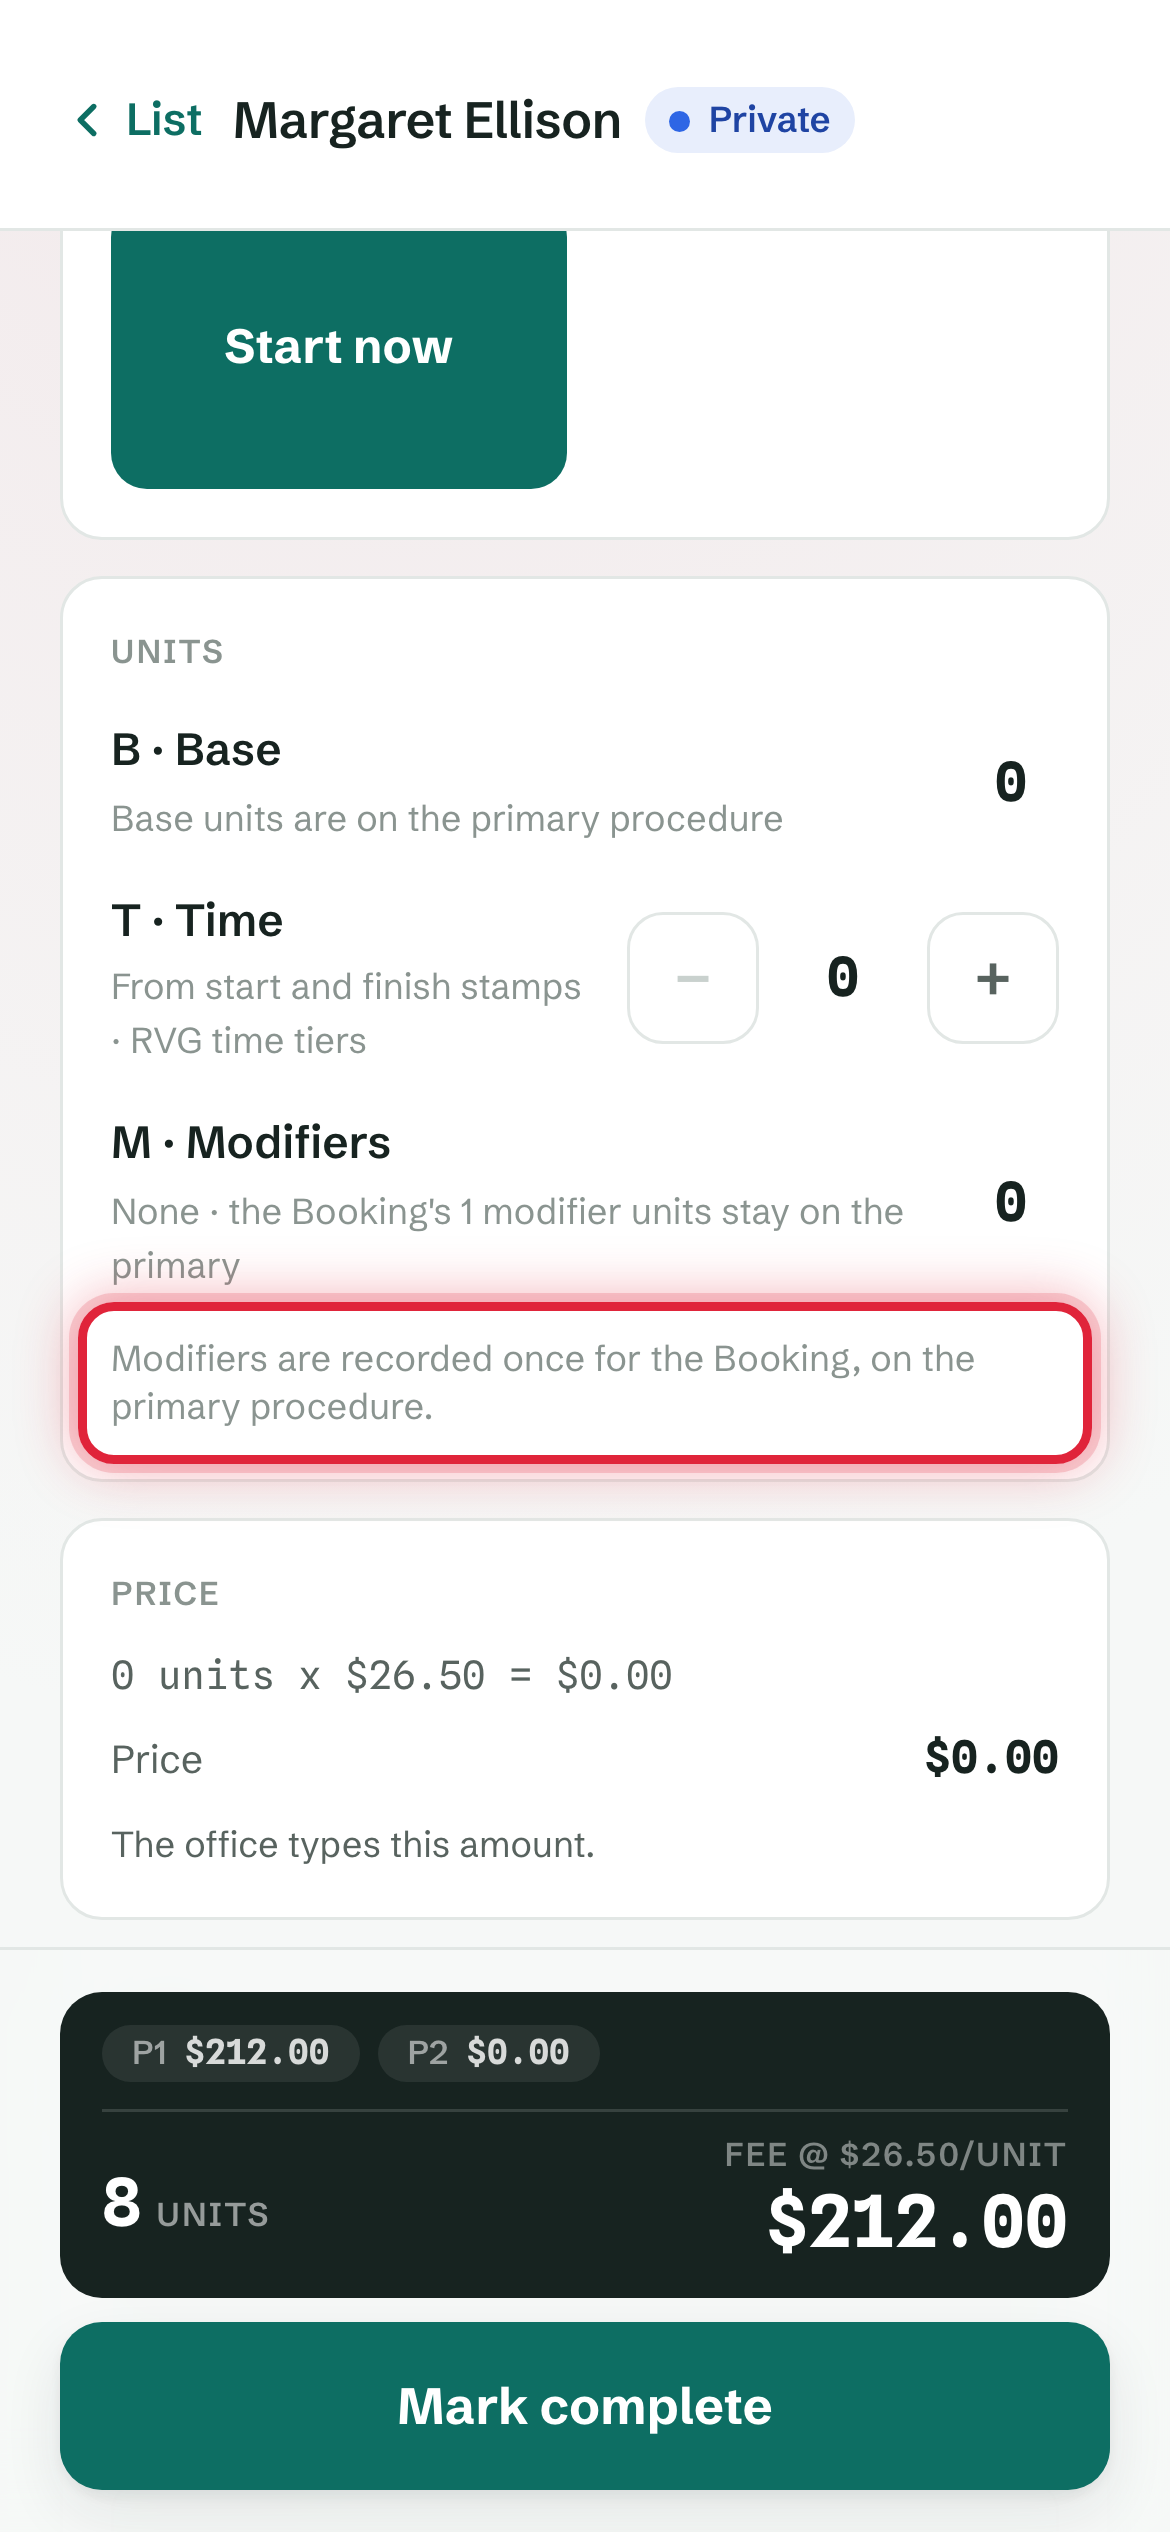 List Margaret Ellison Private
Start now
UNITS
B · Base
0
Base units are on the primary procedure
T · Time
From start and finish stamps
− 0 +
· RVG time tiers
M · Modifiers
None · the Booking's 1 modifier units stay on the
0
primary
Modifiers are recorded once for the Booking, on the
primary procedure.
PRICE
0 units x $26.50 = $0.00
Price $0.00
The office types this amount.
P1 $212.00 P2 $0.00
FEE @ $26.50/UNIT
8 UNITS
$212.00
Mark complete